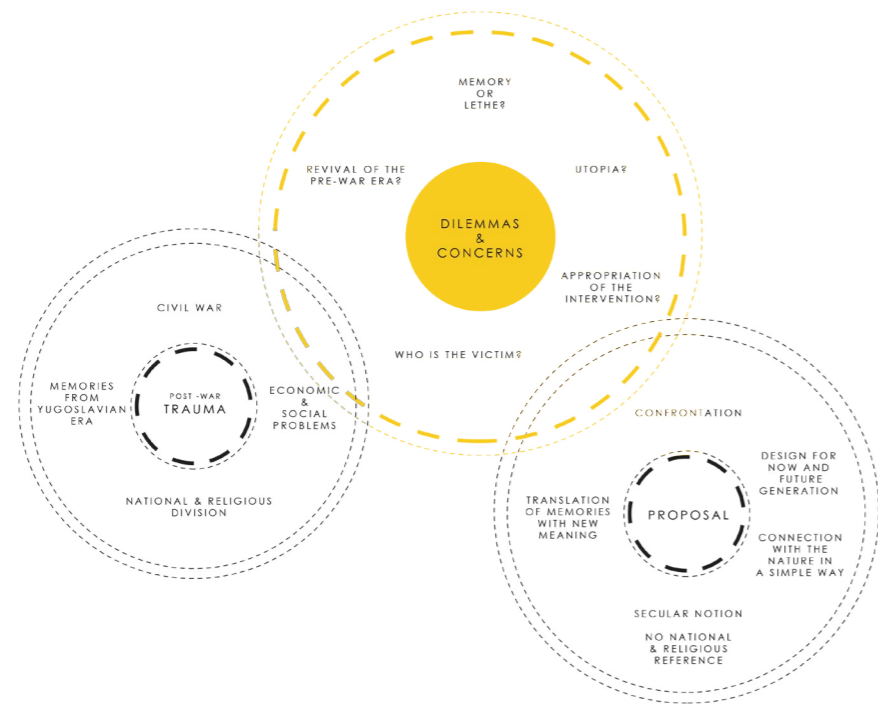 MEMORY
OR
LETHE?
REVIVAL OF THE
PRE-WAR ERA?
UTOPIA?
DILEMMAS
&
CONCERNS
APPROPRIATION
OF THE
INTERVENTION?
WHO IS THE VICTIM?
CIVIL WAR
MEMORIES
FROM
YUGOSLAVIAN
ERA
POST -WAR
TRAUMA
ECONOMIC
&
SOCIAL
PROBLEMS
NATIONAL & RELIGIOUS
DIVISION
CONFRONTATION
DESIGN FOR
NOW AND
FUTURE
GENERATION
TRANSLATION
OF MEMORIES
WITH NEW
MEANING
PROPOSAL
CONNECTION
WITH THE
NATURE IN
A SIMPLE WAY
SECULAR NOTION
NO NATIONAL
& RELIGIOUS
REFERENCE